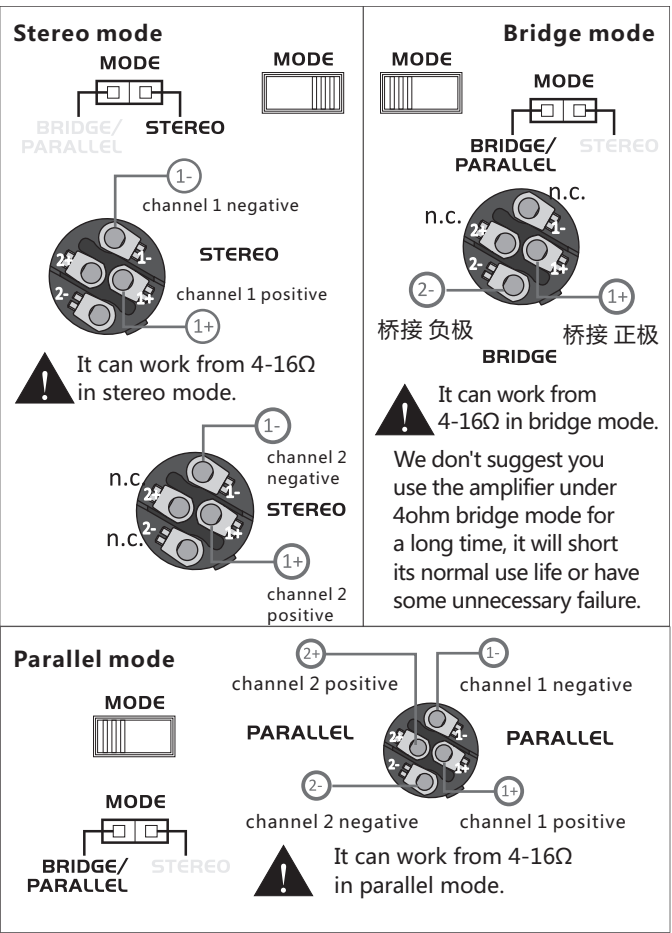 Stereo mode
MODE
BRIDGE/
PARALLEL
STEREO
MODE
1-
channel 1 negative
STEREO
2+
1-
2-
1+
channel 1 positive
1+
! It can work from 4-16Ω
in stereo mode.
1-
channel 2
negative
n.c.
2+
1-
STEREO
2-
1+
n.c.
1+
channel 2
positive
Bridge mode
MODE
MODE
BRIDGE/
PARALLEL
STEREO
n.c.
n.c.
2+
1-
2-
1+
2-
1+
桥接 负极
桥接 正极
BRIDGE
! It can work from
4-16Ω in bridge mode.
We don't suggest you
use the amplifier under
4ohm bridge mode for
a long time, it will short
its normal use life or have
some unnecessary failure.
Parallel mode
MODE
MODE
BRIDGE/
PARALLEL
STEREO
2+
1-
channel 2 positive
channel 1 negative
PARALLEL
2+
1-
2-
1+
PARALLEL
2-
1+
channel 2 negative
channel 1 positive
! It can work from 4-16Ω
in parallel mode.